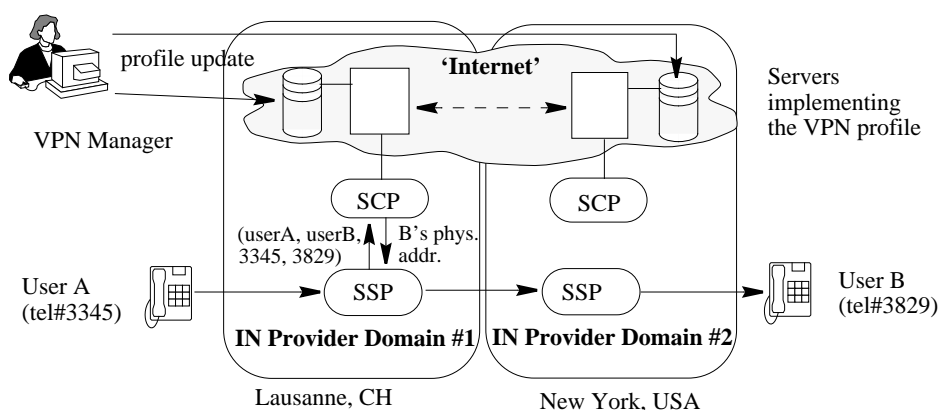 profile update
'Internet'
Servers
implementing
the VPN profile
VPN Manager
SCP
SCP
(userA, userB,
3345, 3829)
B's phys.
addr.
User A
(tel#3345)
SSP
SSP
User B
(tel#3829)
IN Provider Domain #1
IN Provider Domain #2
Lausanne, CH
New York, USA